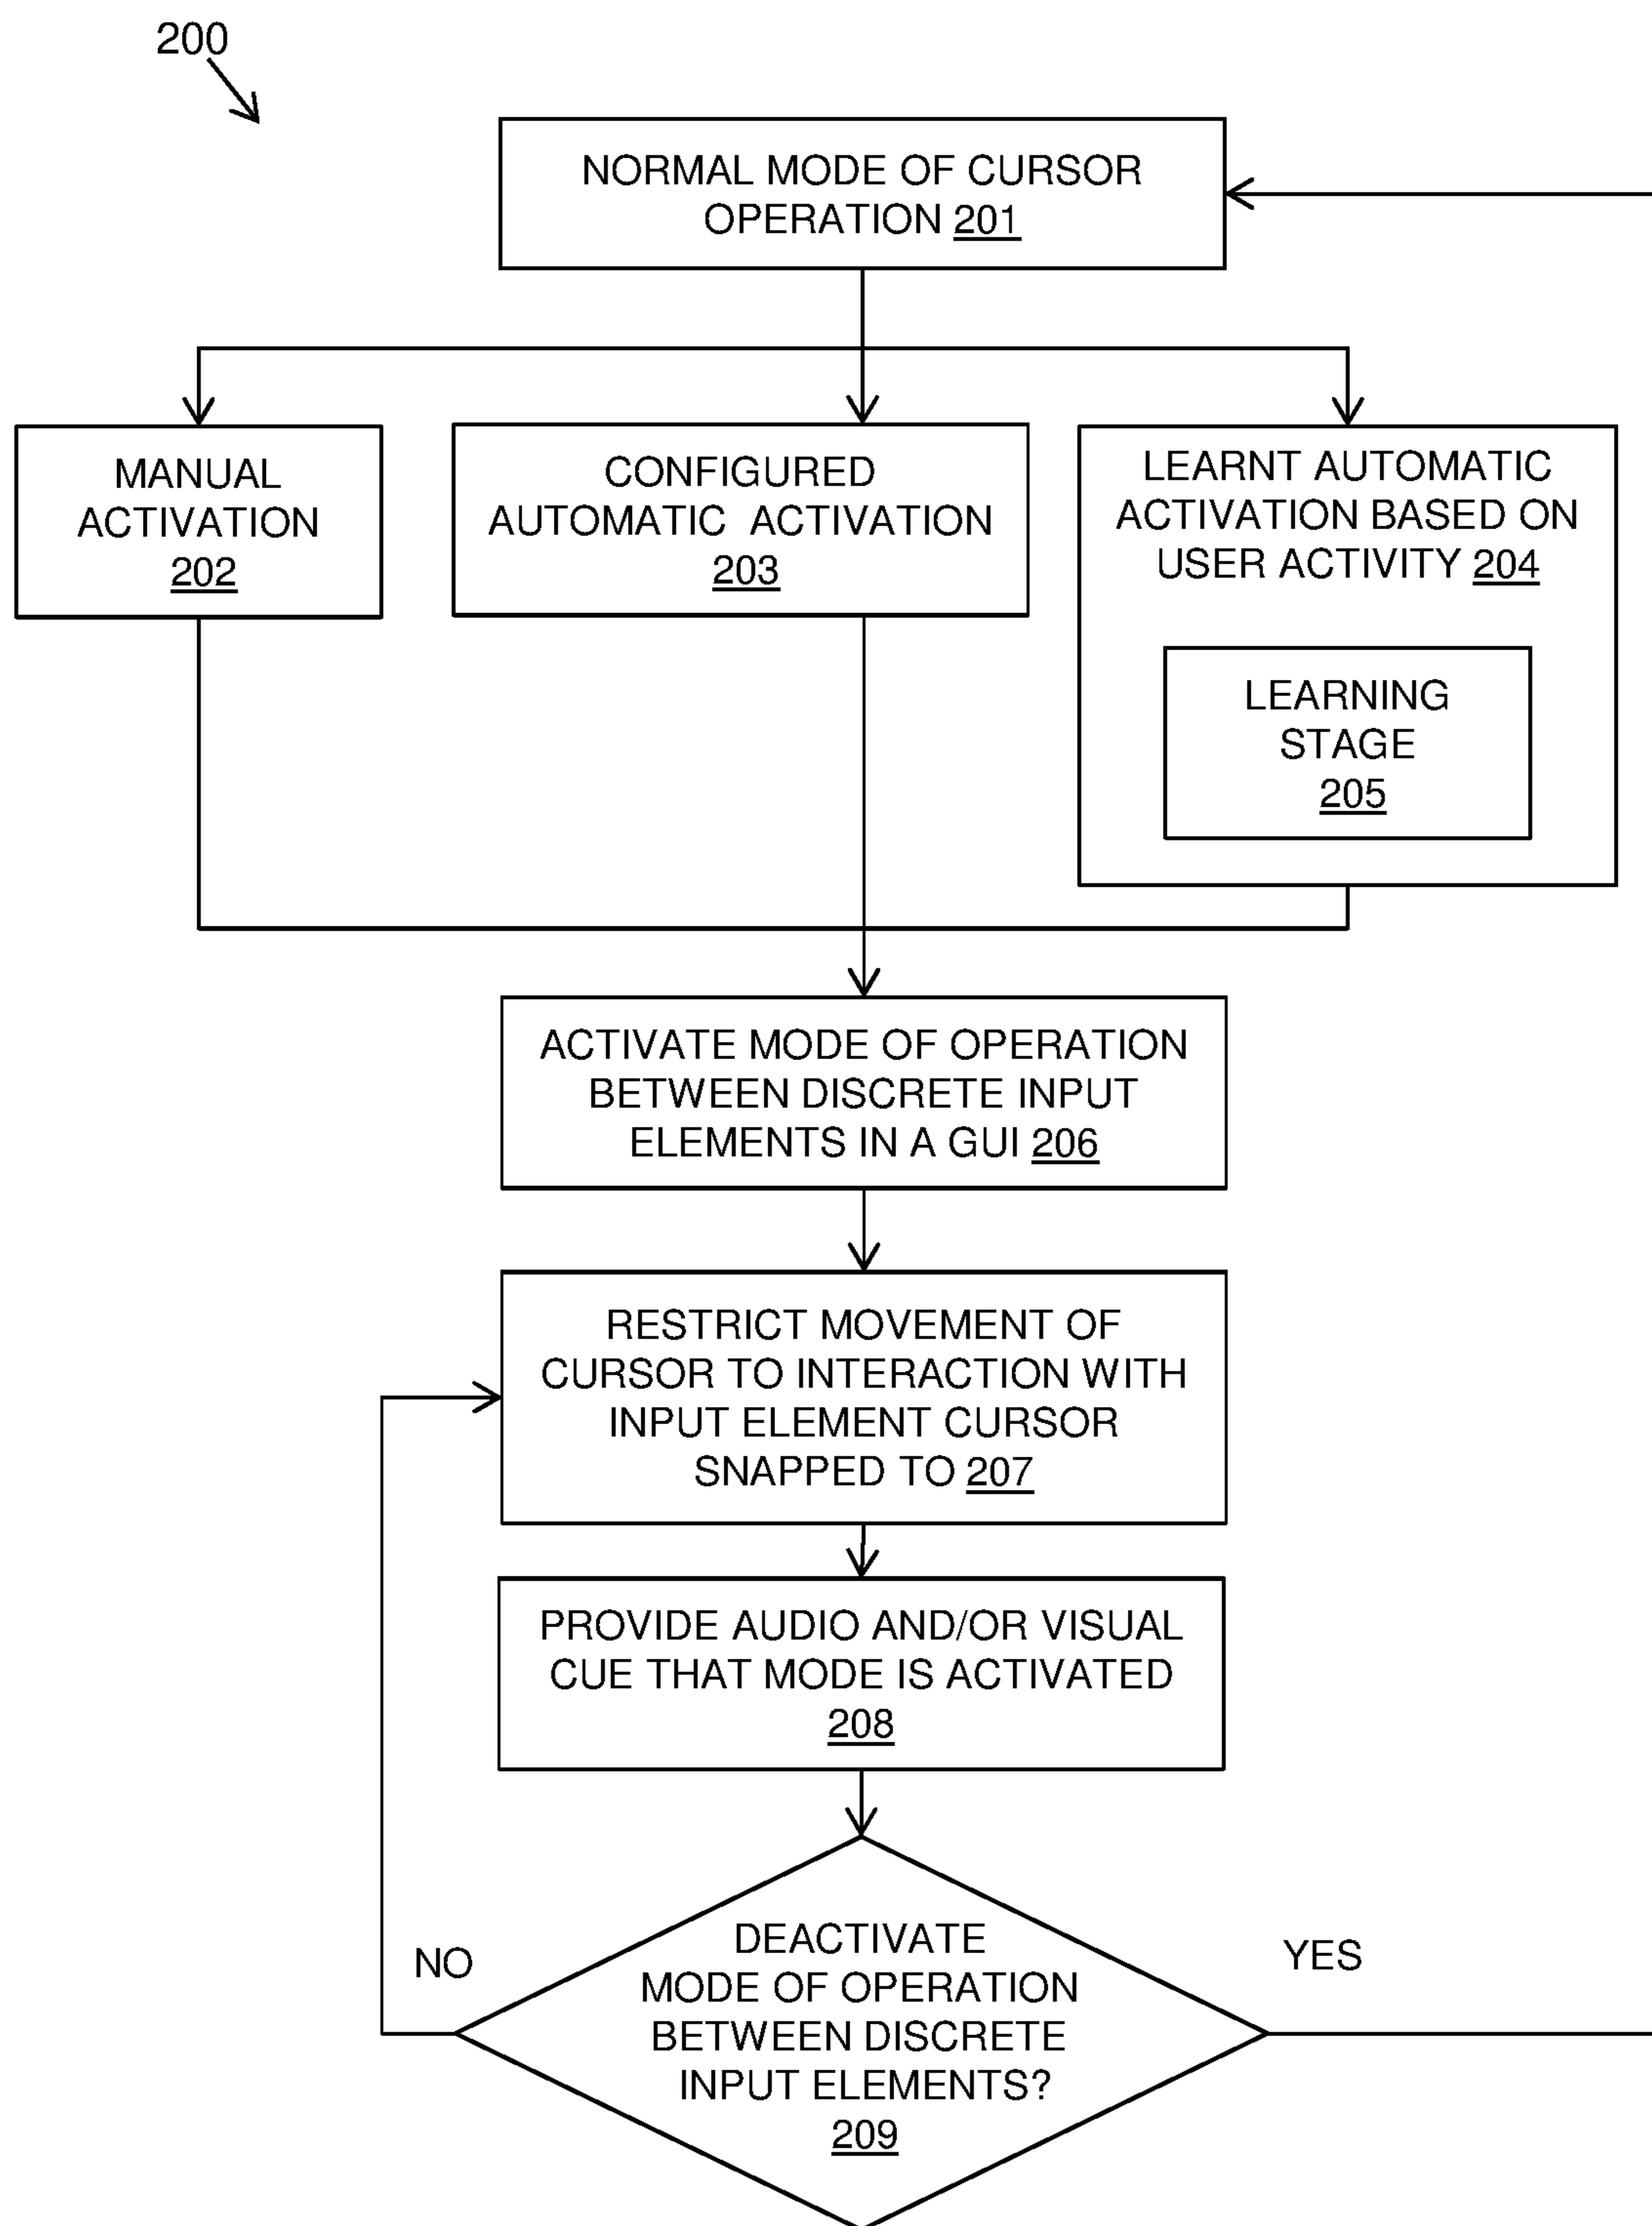 200
NORMAL MODE OF CURSOR
OPERATION 201
MANUAL
ACTIVATION
202
CONFIGURED
AUTOMATIC ACTIVATION
203
LEARNT AUTOMATIC
ACTIVATION BASED ON
USER ACTIVITY 204
LEARNING
STAGE
205
ACTIVATE MODE OF OPERATION
BETWEEN DISCRETE INPUT
ELEMENTS IN A GUI 206
RESTRICT MOVEMENT OF
CURSOR TO INTERACTION WITH
INPUT ELEMENT CURSOR
SNAPPED TO 207
PROVIDE AUDIO AND/OR VISUAL
CUE THAT MODE IS ACTIVATED
208
DEACTIVATE
MODE OF OPERATION
BETWEEN DISCRETE
INPUT ELEMENTS?
209
NO
YES